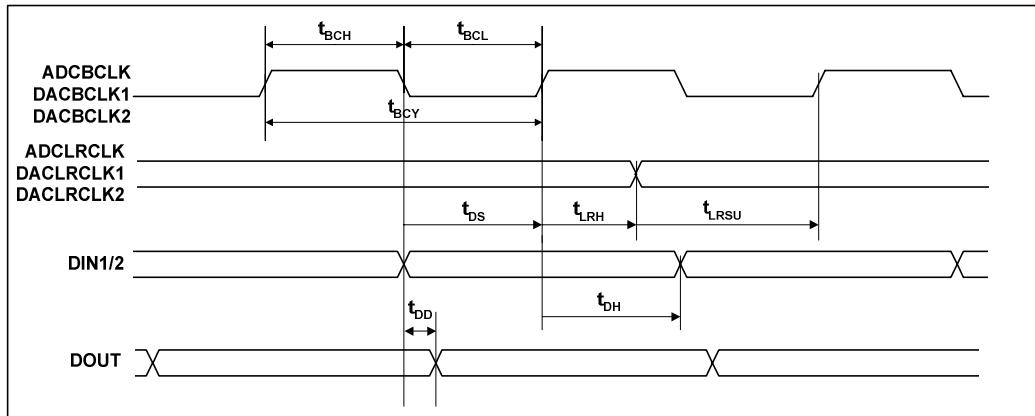 tBCH
tBCL
ADCBCLK
DACBCLK1
DACBCLK2
tBCY
ADCLRCLK
DACLRCLK1
DACLRCLK2
tDS
tLRH
tLRSU
DIN1/2
tDH
tDD
DOUT